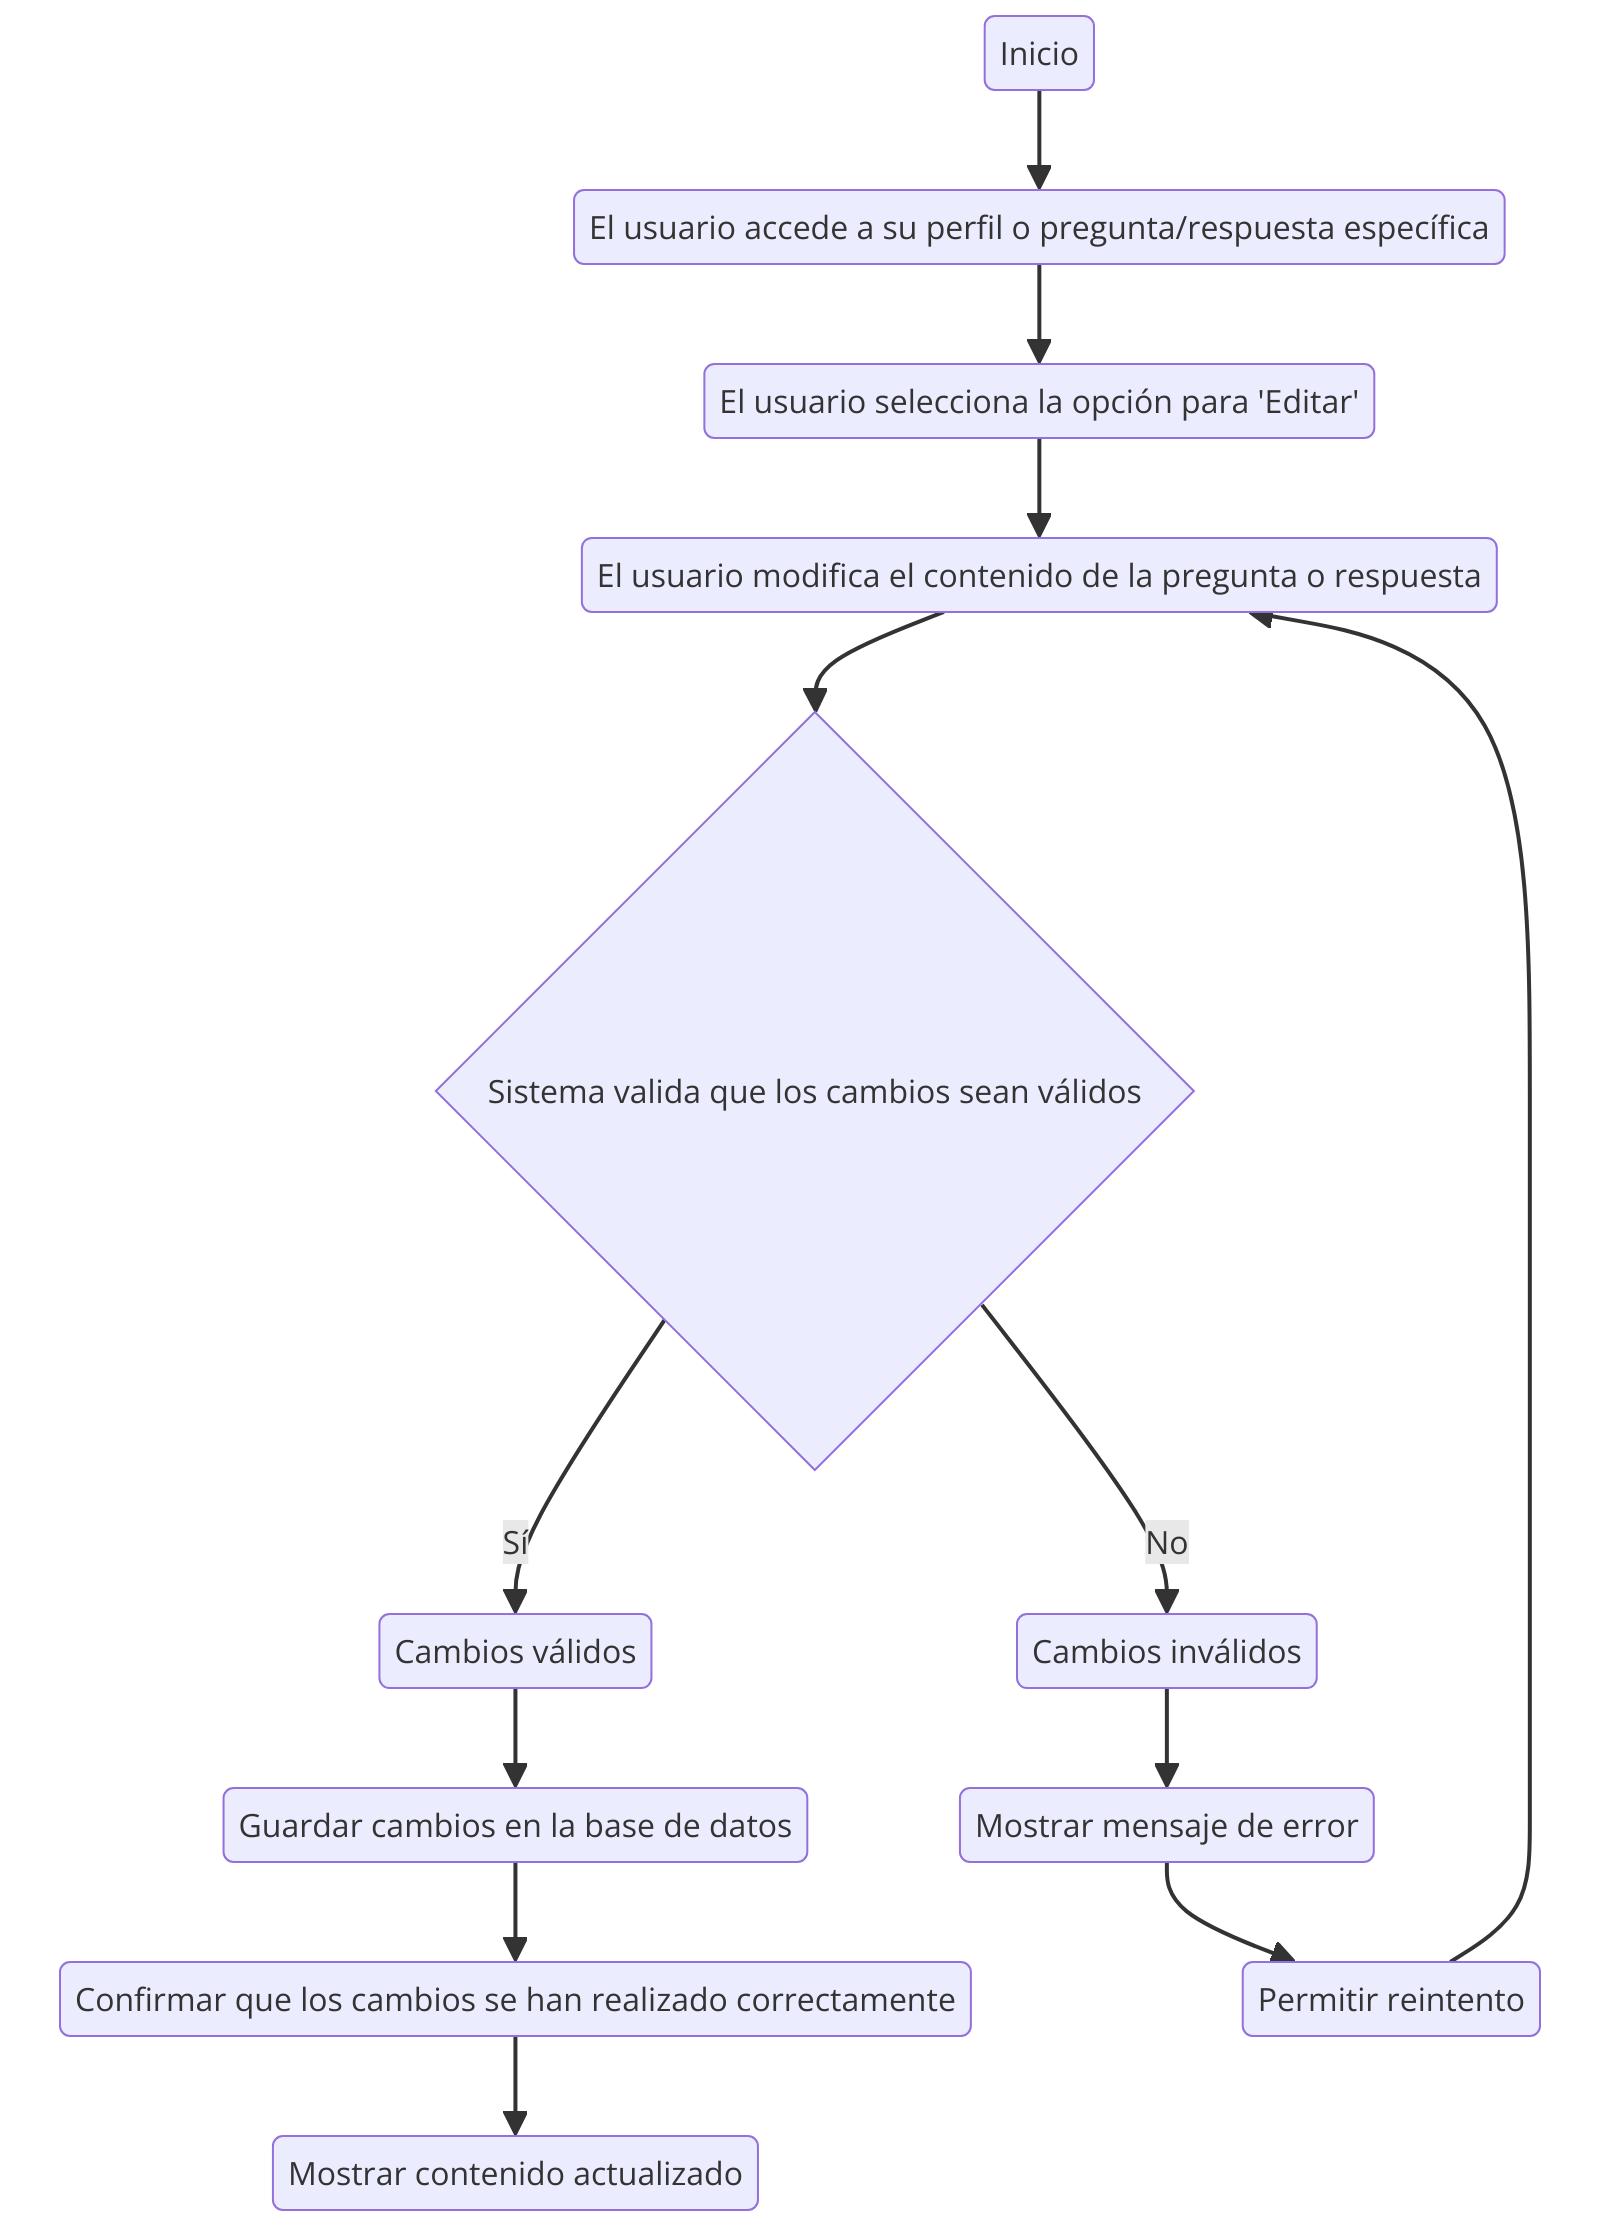 Inicio
El usuario accede a su perfil o pregunta/respuesta específica
El usuario selecciona la opción para 'Editar'
El usuario modifica el contenido de la pregunta o respuesta
Sistema valida que los cambios sean válidos
Sí
No
Cambios válidos
Cambios inválidos
Guardar cambios en la base de datos
Mostrar mensaje de error
Confirmar que los cambios se han realizado correctamente
Permitir reintento
Mostrar contenido actualizado